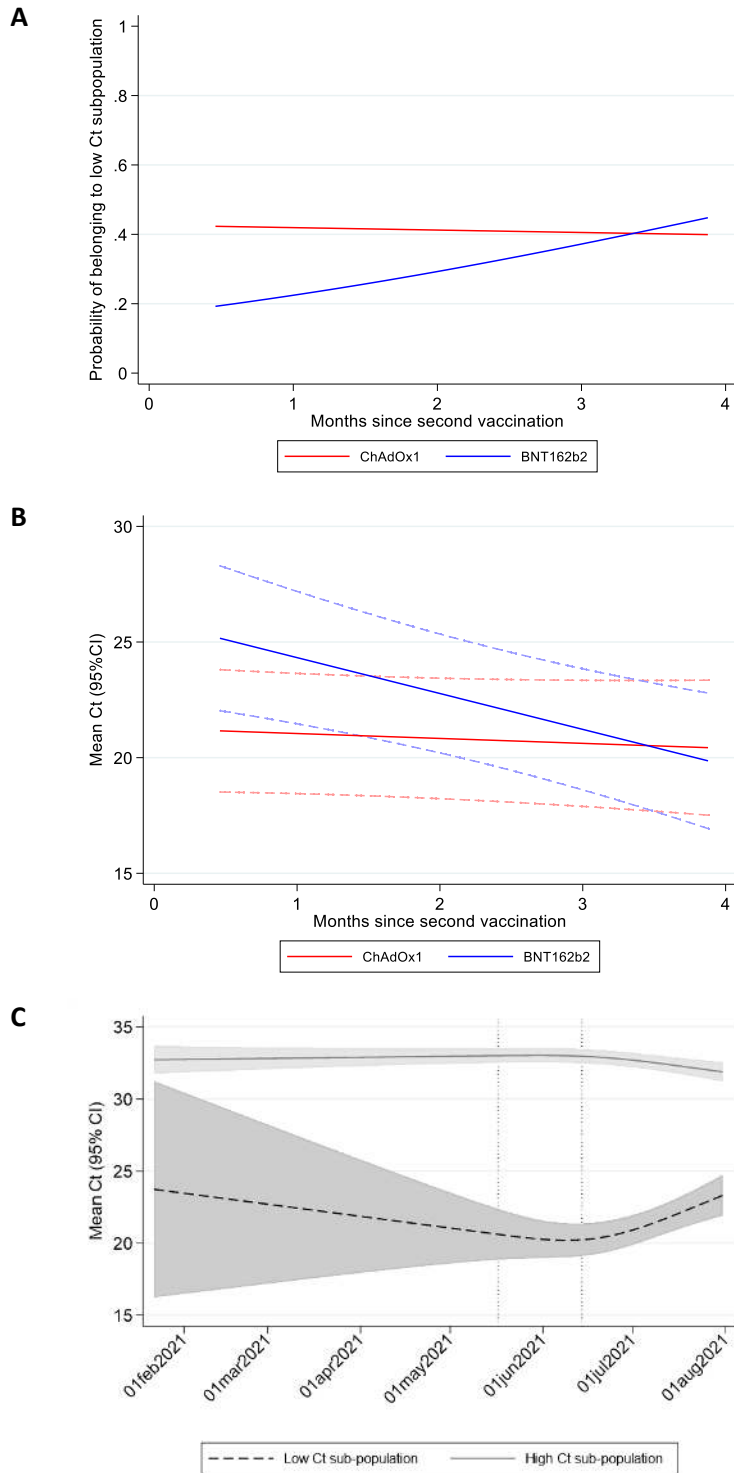 A
Probability of belonging to low Ct subpopulation
1
.8
.6
.4
.2
0
0 1 2 3 4
Months since second vaccination
ChAdOx1 BNT162b2
B
Mean Ct (95%CI)
30
25
20
15
0 1 2 3 4
Months since second vaccination
ChAdOx1 BNT162b2
C
Mean Ct (95% CI)
35
30
25
20
15
01feb2021 01mar2021 01apr2021 01may2021 01jun2021 01jul2021 01aug2021
Low Ct sub-population High Ct sub-population